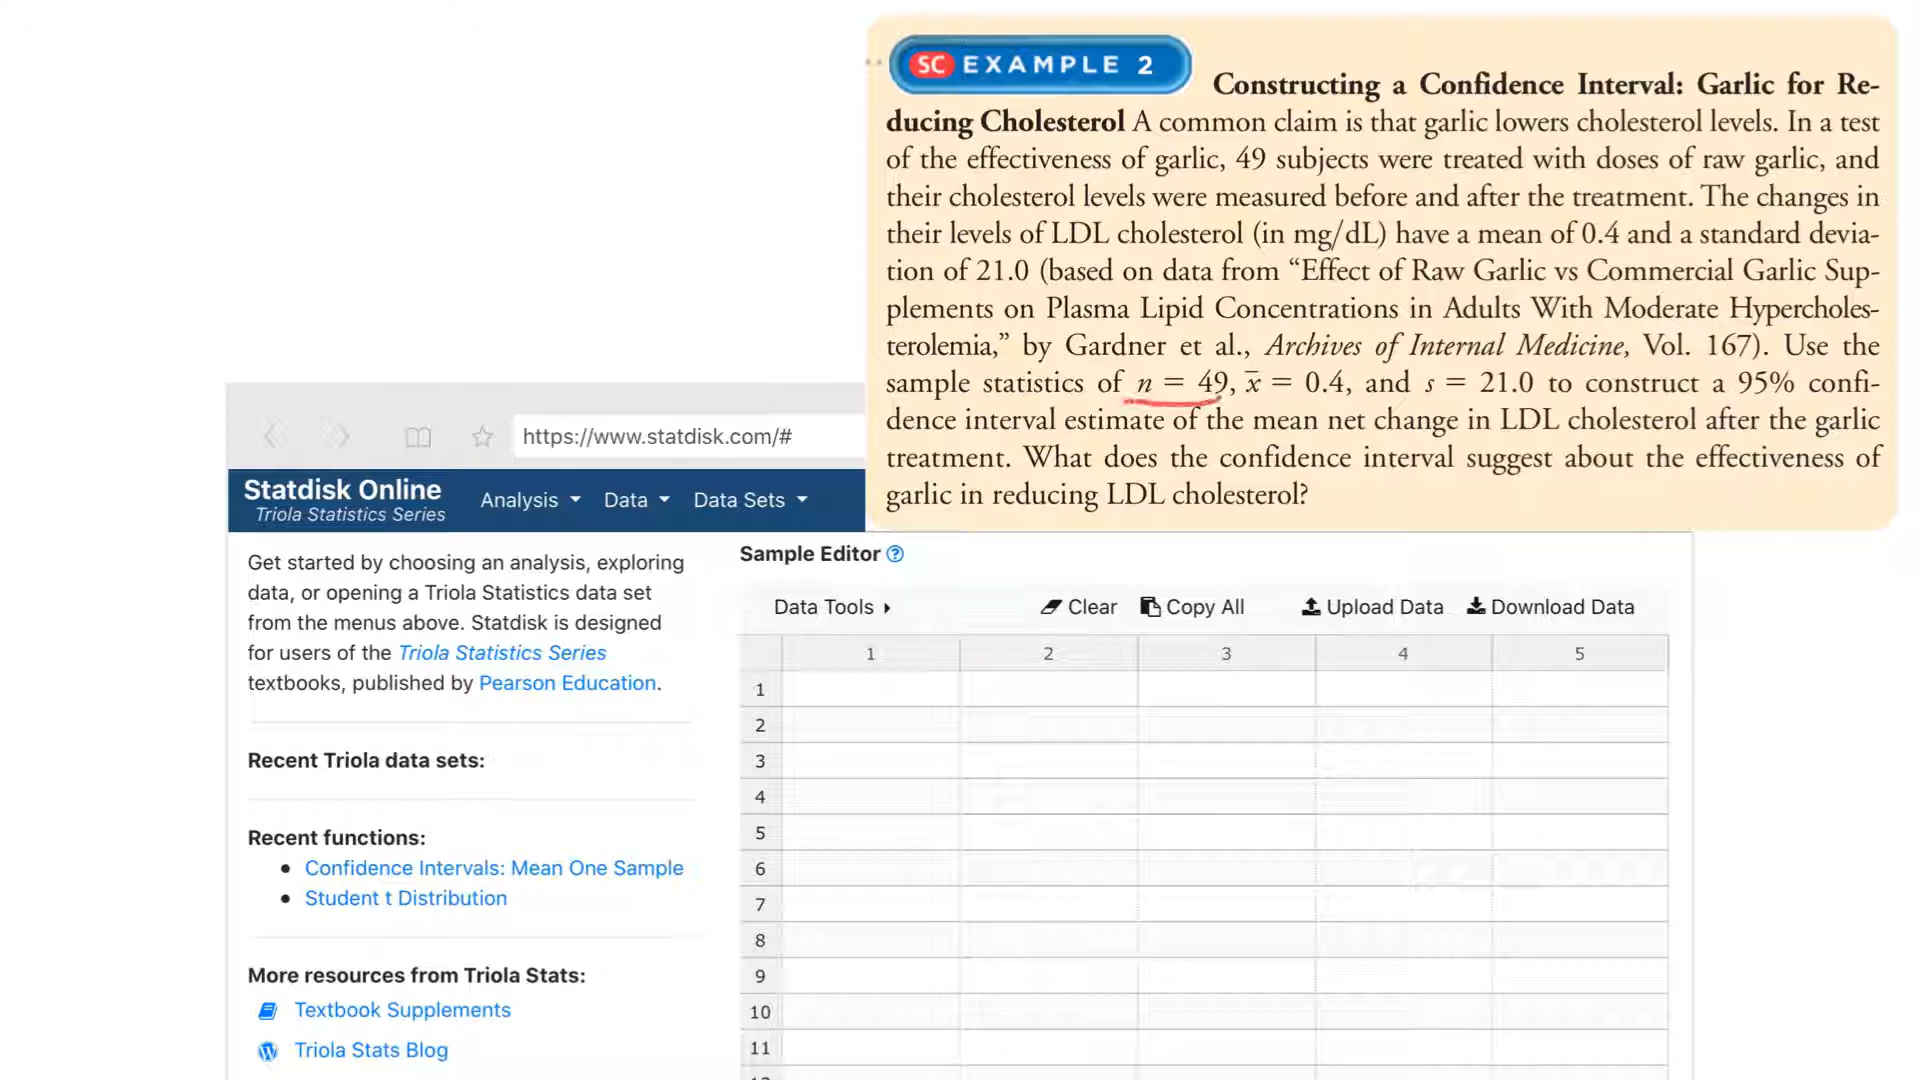 SC EXAMPLE 2
Constructing a Confidence Interval: Garlic for Re-
ducing Cholesterol A common claim is that garlic lowers cholesterol levels. In a test
of the effectiveness of garlic, 49 subjects were treated with doses of raw garlic, and
their cholesterol levels were measured before and after the treatment. The changes in
their levels of LDL cholesterol (in mg/dL) have a mean of 0.4 and a standard devia-
tion of 21.0 (based on data from “Effect of Raw Garlic vs Commercial Garlic Sup-
plements on Plasma Lipid Concentrations in Adults With Moderate Hypercholes-
terolemia,” by Gardner et al., Archives of Internal Medicine, Vol. 167). Use the
sample statistics of n = 49, x̄ = 0.4, and s = 21.0 to construct a 95% confi-
dence interval estimate of the mean net change in LDL cholesterol after the garlic
treatment. What does the confidence interval suggest about the effectiveness of
garlic in reducing LDL cholesterol?
https://www.statdisk.com/#
Statdisk Online
Triola Statistics Series
Analysis Data Data Sets
Get started by choosing an analysis, exploring
data, or opening a Triola Statistics data set
from the menus above. Statdisk is designed
for users of the Triola Statistics Series
textbooks, published by Pearson Education.
Recent Triola data sets:
Recent functions:
Confidence Intervals: Mean One Sample
Student t Distribution
More resources from Triola Stats:
Textbook Supplements
Triola Stats Blog
Sample Editor ?
Data Tools Clear Copy All Upload Data Download Data
1 2 3 4 5
1
2
3
4
5
6
7
8
9
10
11